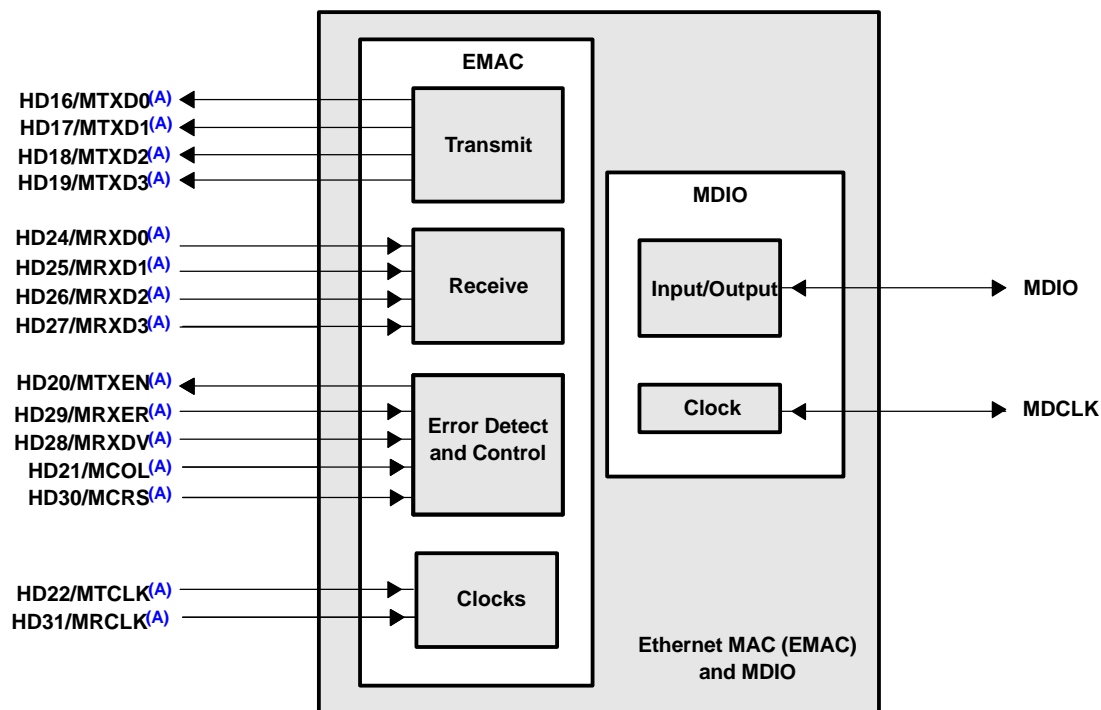 EMAC
HD16/MTXD0(A)
HD17/MTXD1(A)
HD18/MTXD2(A)
HD19/MTXD3(A)
Transmit
HD24/MRXD0(A)
HD25/MRXD1(A)
HD26/MRXD2(A)
HD27/MRXD3(A)
Receive
HD20/MTXEN(A)
HD29/MRXER(A)
HD28/MRXDV(A)
HD21/MCOL(A)
HD30/MCRS(A)
Error Detect
and Control
HD22/MTCLK(A)
HD31/MRCLK(A)
Clocks
MDIO
Input/Output
MDIO
Clock
MDCLK
Ethernet MAC (EMAC)
and MDIO